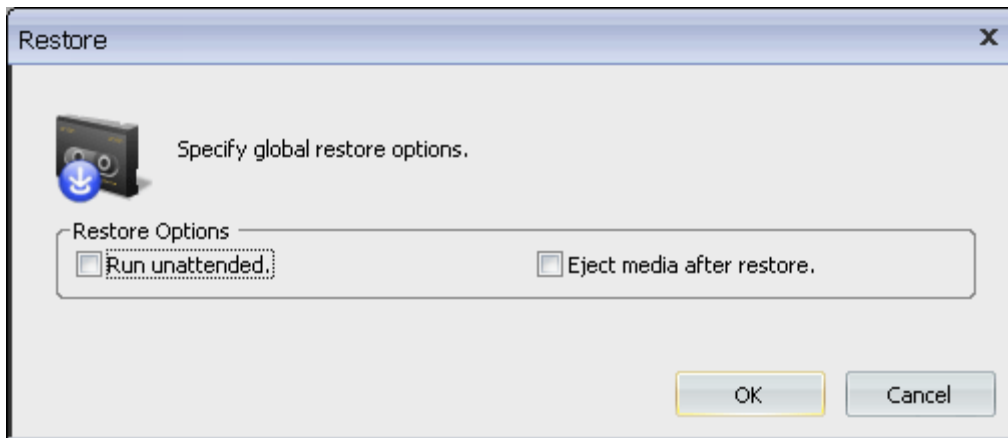 Restore
Specify global restore options.
Restore Options
Run unattended.
Eject media after restore.
OK
Cancel